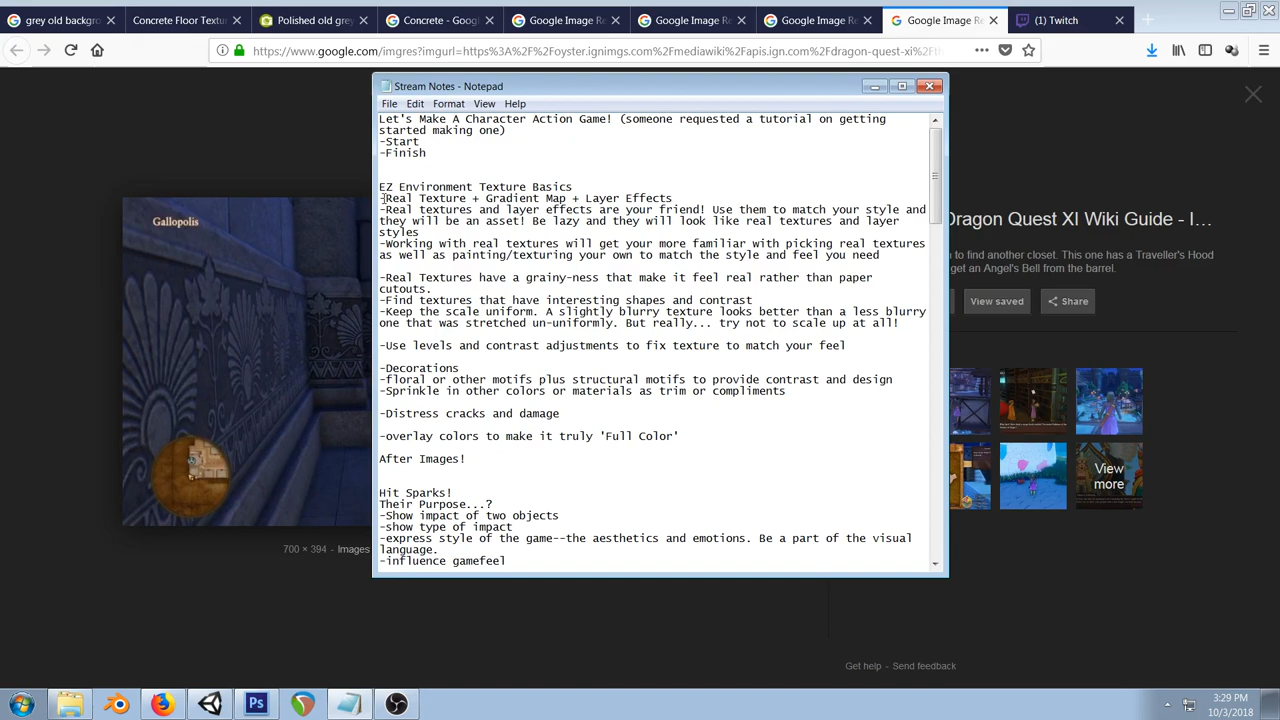 grey old backgro
Concrete Floor Textur
Polished old grey
Concrete - Goog
Google Image Re
Google Image Re
Google Image Re
Google Image Re
(1) Twitch
https://www.google.com/imgres?imgurl=https%3A%2F%2Foyster.ignimgs.com%2Fmediawiki%2Fapis.ign.com%2Fdragon-quest-xi%2Ft
Stream Notes - Notepad
File Edit Format View Help
Let's Make A Character Action Game! (someone requested a tutorial on getting
started making one)
-Start
-Finish
EZ Environment Texture Basics
-Real Texture + Gradient Map + Layer Effects
-Real textures and layer effects are your friend! Use them to match your style and
they will be an asset! Be lazy and they will look like real textures and layer
styles
-Working with real textures will get your more familiar with picking real textures
as well as painting/texturing your own to match the style and feel you need
-Real Textures have a grainy-ness that make it feel real rather than paper
cutouts.
-Find textures that have interesting shapes and contrast
-Keep the scale uniform. A slightly blurry texture looks better than a less blurry
one that was stretched un-uniformly. But really... try not to scale up at all!
-Use levels and contrast adjustments to fix texture to match your feel
-Decorations
-floral or other motifs plus structural motifs to provide contrast and design
-Sprinkle in other colors or materials as trim or compliments
-Distress cracks and damage
-overlay colors to make it truly 'Full Color'
After Images!
Hit Sparks!
Their Purpose...?
-Show impact of two objects
-show type of impact
-express style of the game--the aesthetics and emotions. Be a part of the visual
language.
-influence gamefeel
Gallopolis
700 × 394 - Images
Dragon Quest XI Wiki Guide - I...
n to find another closet. This one has a Traveller's Hood
get an Angel's Bell from the barrel.
View saved
Share
View
more
Get help - Send feedback
Ps
3:29 PM
10/3/2018